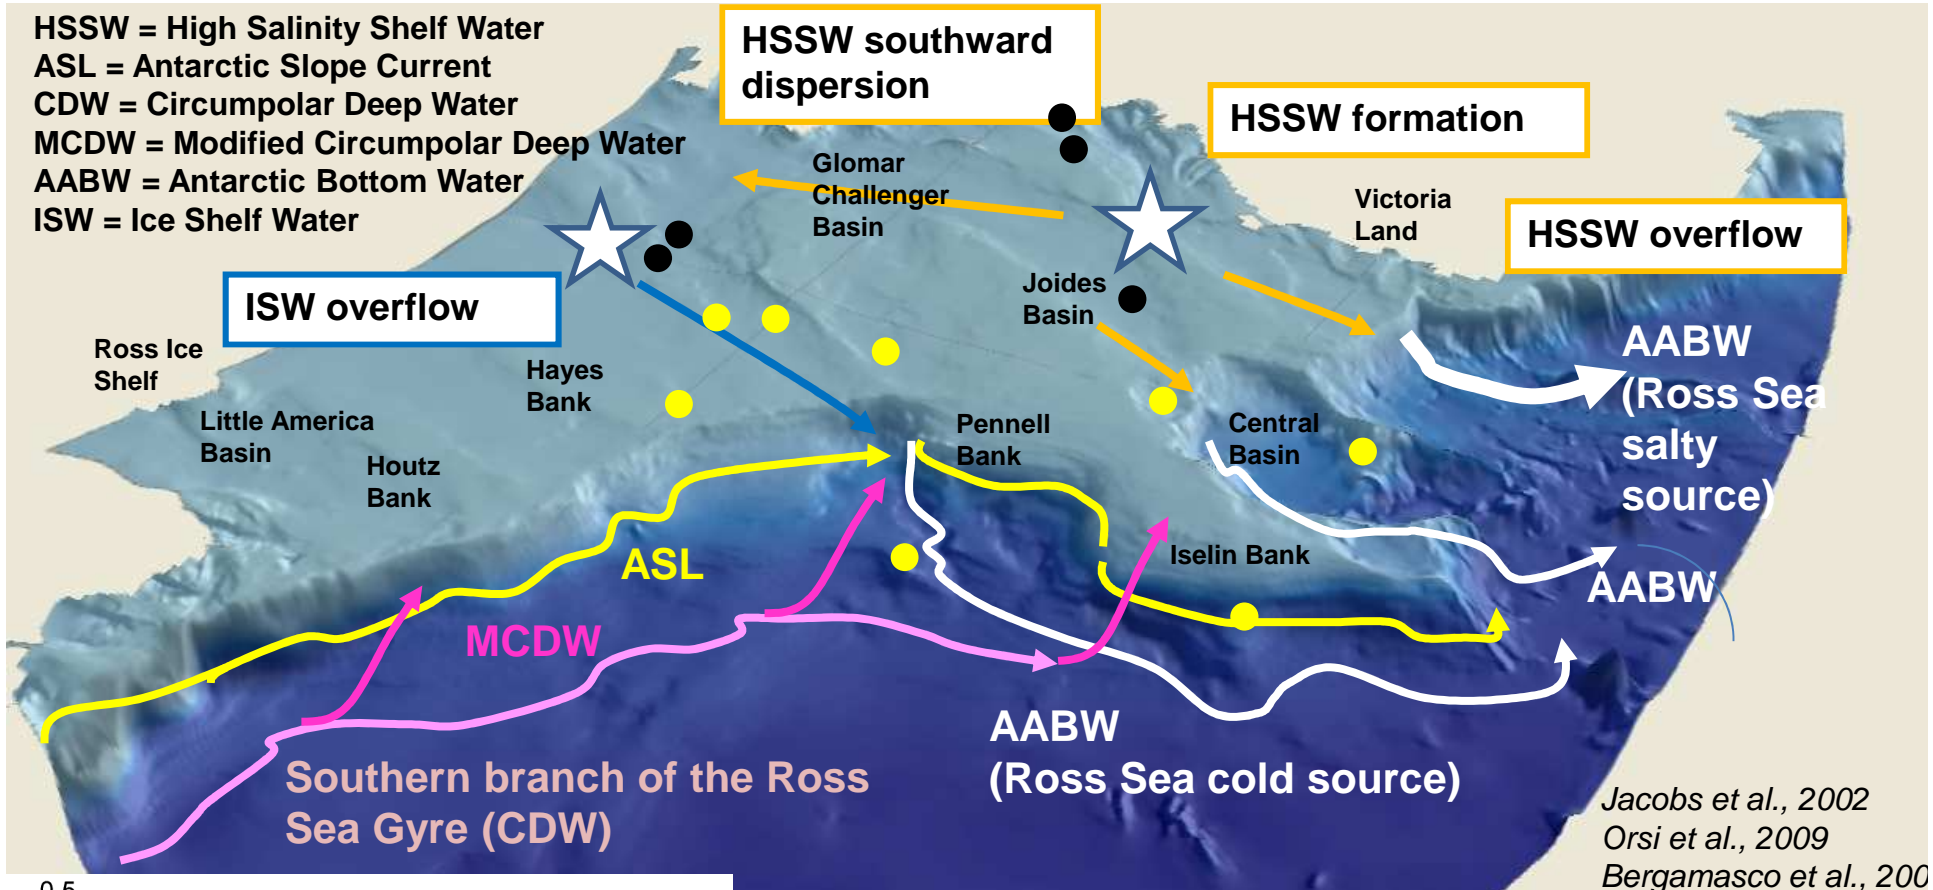 HSSW = High Salinity Shelf Water
ASL = Antarctic Slope Current
CDW = Circumpolar Deep Water
MCDW = Modified Circumpolar Deep Water
AABW = Antarctic Bottom Water
ISW = Ice Shelf Water
HSSW southward
dispersion
HSSW formation
HSSW overflow
Glomar
Challenger
Basin
Victoria
Land
ISW overflow
Joides
Basin
Ross Ice
Shelf
Hayes
Bank
Little America
Basin
Houtz
Bank
Pennell
Bank
Central
Basin
AABW
(Ross Sea
salty
source)
ASL
Iselin Bank
AABW
MCDW
Southern branch of the Ross
Sea Gyre (CDW)
AABW
(Ross Sea cold source)
Jacobs et al., 2002
Orsi et al., 2009
Bergamasco et al., 200